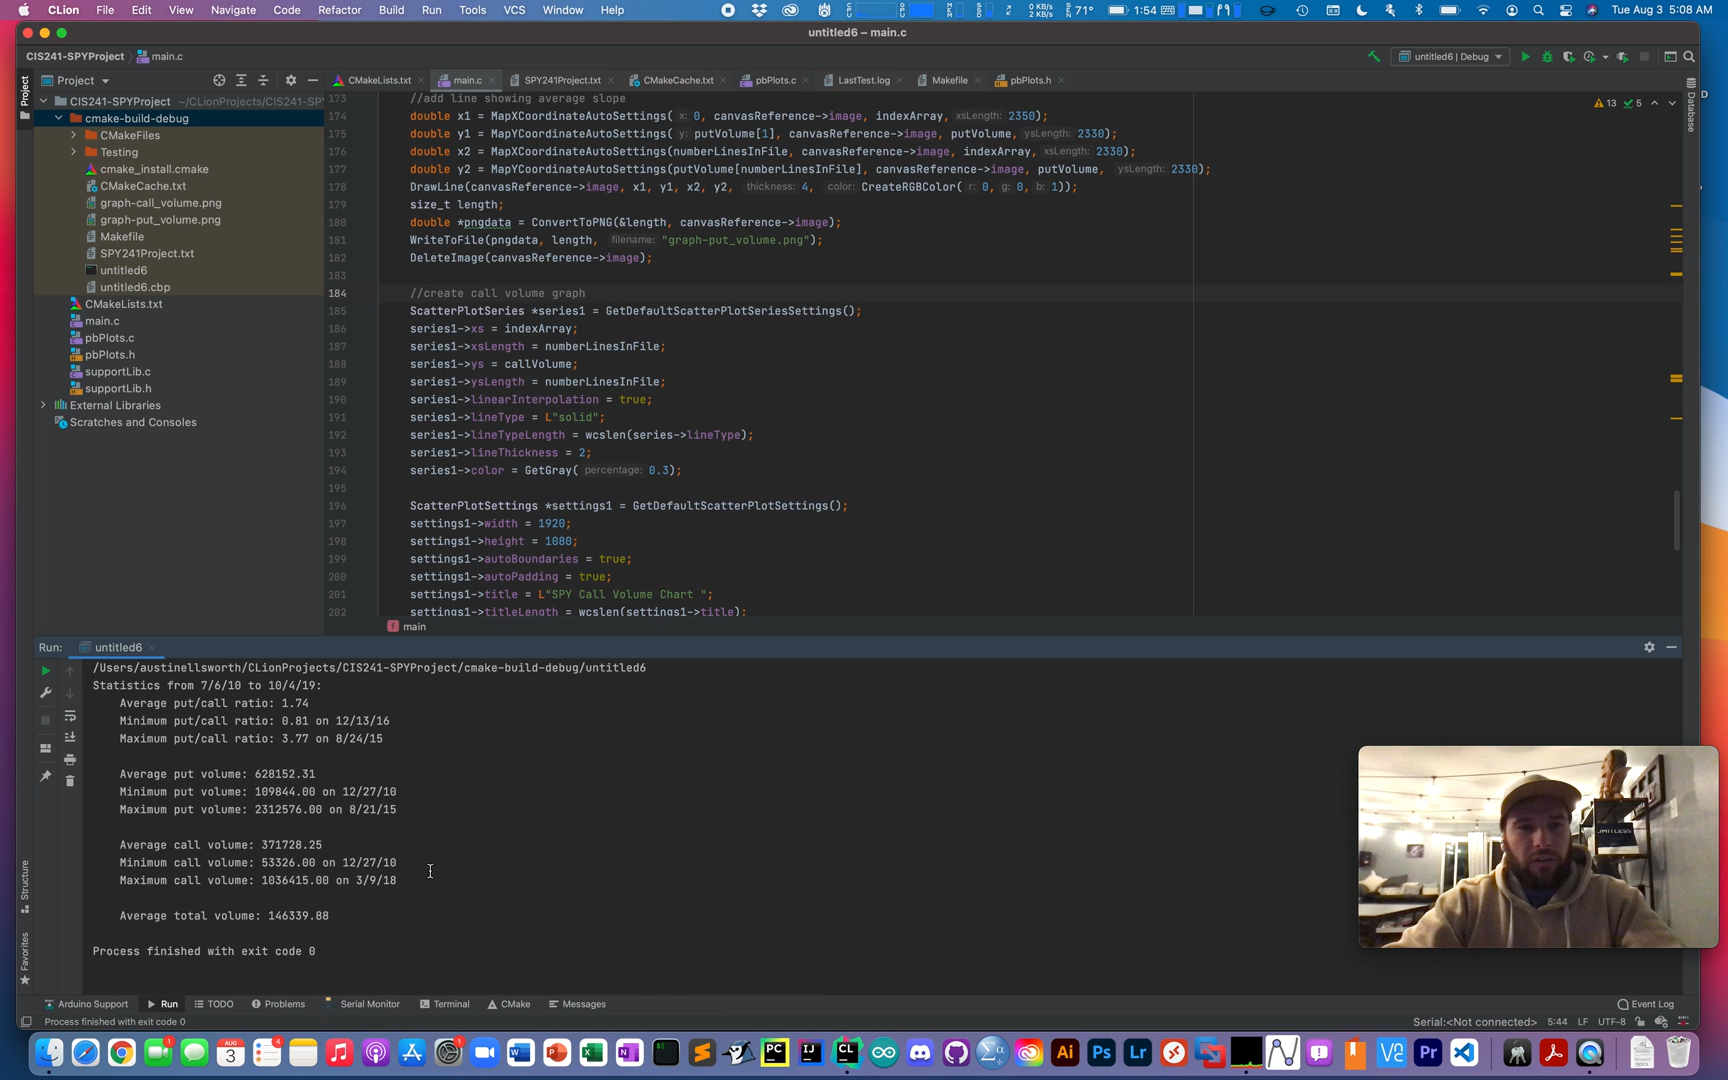 CLion File Edit View Navigate Code Refactor Build Run Tools VCS Window Help
0 KB/s
2 KB/s
71° 1:54 Tue Aug 3 5:08 AM
untitled6 – main.c
CIS241-SPYProject main.c untitled6 | Debug
Project
Project
CIS241-SPYProject ~/CLionProjects/CIS241-SP
cmake-build-debug
CMakeFiles
Testing
cmake_install.cmake
CMakeCache.txt
graph-call_volume.png
graph-put_volume.png
Makefile
SPY241Project.txt
untitled6
untitled6.cbp
CMakeLists.txt
main.c
pbPlots.c
pbPlots.h
supportLib.c
supportLib.h
External Libraries
Scratches and Consoles
CMakeLists.txt main.c SPY241Project.txt CMakeCache.txt pbPlots.c LastTest.log Makefile pbPlots.h
13 5
Database
173 //add line showing average slope
174 double x1 = MapXCoordinateAutoSettings( x: 0, canvasReference->image, indexArray, xsLength: 2350);
175 double y1 = MapYCoordinateAutoSettings( y: putVolume[1], canvasReference->image, putVolume, ysLength: 2330);
176 double x2 = MapXCoordinateAutoSettings(numberLinesInFile, canvasReference->image, indexArray, xsLength: 2330);
177 double y2 = MapYCoordinateAutoSettings(putVolume[numberLinesInFile], canvasReference->image, putVolume, ysLength: 2330);
178 DrawLine(canvasReference->image, x1, y1, x2, y2, thickness: 4, color: CreateRGBColor( r: 0, g: 0, b: 1));
179 size_t length;
180 double *pngdata = ConvertToPNG(&length, canvasReference->image);
181 WriteToFile(pngdata, length, filename: "graph-put_volume.png");
182 DeleteImage(canvasReference->image);
183
184 //create call volume graph
185 ScatterPlotSeries *series1 = GetDefaultScatterPlotSeriesSettings();
186 series1->xs = indexArray;
187 series1->xsLength = numberLinesInFile;
188 series1->ys = callVolume;
189 series1->ysLength = numberLinesInFile;
190 series1->linearInterpolation = true;
191 series1->lineType = L"solid";
192 series1->lineTypeLength = wcslen(series->lineType);
193 series1->lineThickness = 2;
194 series1->color = GetGray( percentage: 0.3);
195
196 ScatterPlotSettings *settings1 = GetDefaultScatterPlotSettings();
197 settings1->width = 1920;
198 settings1->height = 1080;
199 settings1->autoBoundaries = true;
200 settings1->autoPadding = true;
201 settings1->title = L"SPY Call Volume Chart ";
202 settings1->titleLength = wcslen(settings1->title);
f main
Run: untitled6
/Users/austinellsworth/CLionProjects/CIS241-SPYProject/cmake-build-debug/untitled6
Statistics from 7/6/10 to 10/4/19:
Average put/call ratio: 1.74
Minimum put/call ratio: 0.81 on 12/13/16
Maximum put/call ratio: 3.77 on 8/24/15
Average put volume: 628152.31
Minimum put volume: 109844.00 on 12/27/10
Maximum put volume: 2312576.00 on 8/21/15
Average call volume: 371728.25
Minimum call volume: 53326.00 on 12/27/10
Maximum call volume: 1036415.00 on 3/9/18
Average total volume: 146339.88
Process finished with exit code 0
Structure
Favorites
LIMITLESS
Arduino Support Run TODO Problems Serial Monitor Terminal CMake Messages Event Log
Process finished with exit code 0 Serial:<Not connected> 5:44 LF UTF-8